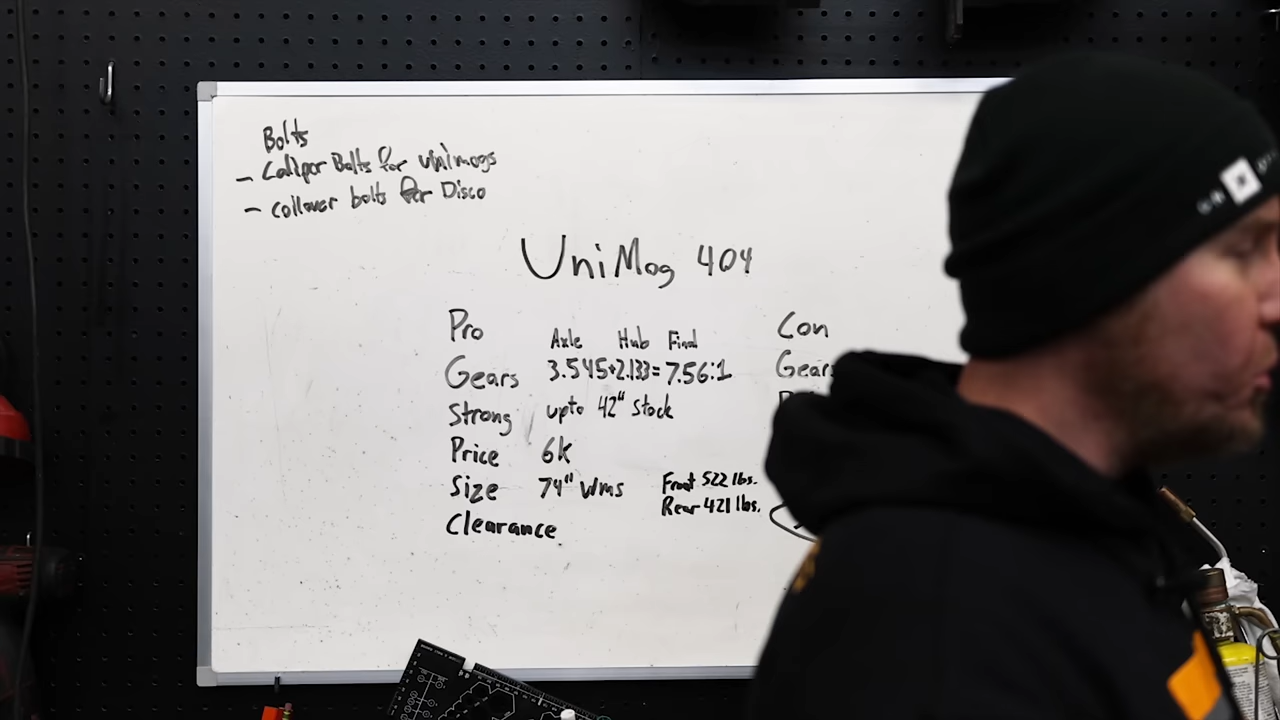 Bolts
- Caliper Bolts for unimogs
- collover bolts for Disco
UniMog 404
Pro
Axle Hub Final
Gears 3.545+2.133=7.56:1
Strong upto 42" Stock
Price 6k
Size 74" Wms
Front 522 lbs.
Rear 421 lbs.
Clearance
Con
Gears